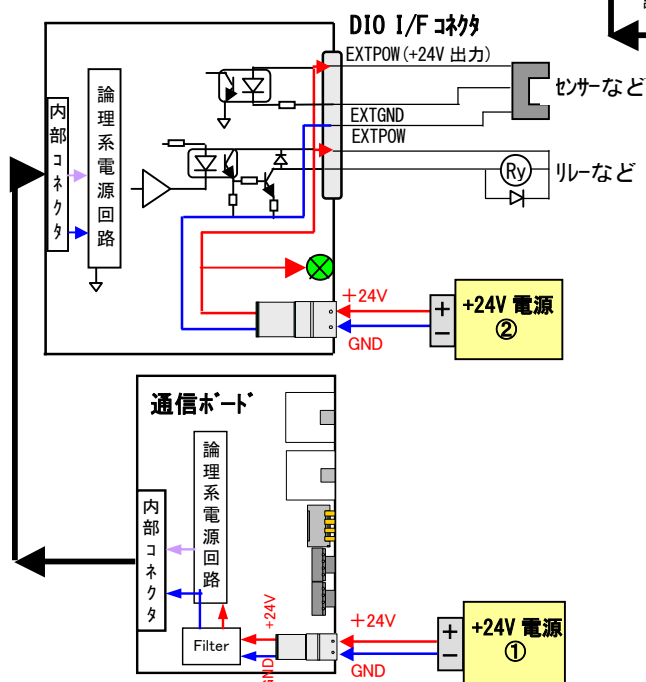 DIO I/F コネクタ
EXTPOW(+24V 出力)
センサーなど
EXTGND
EXTPOW
Ry
リレーなど
内部コネクタ
論理系電源回路
+24V
GND
+
−
+24V 電源
②
通信ボード
論理系電源回路
内部コネクタ
Filter
+24V
GND
+24V
GND
+
−
+24V 電源
①